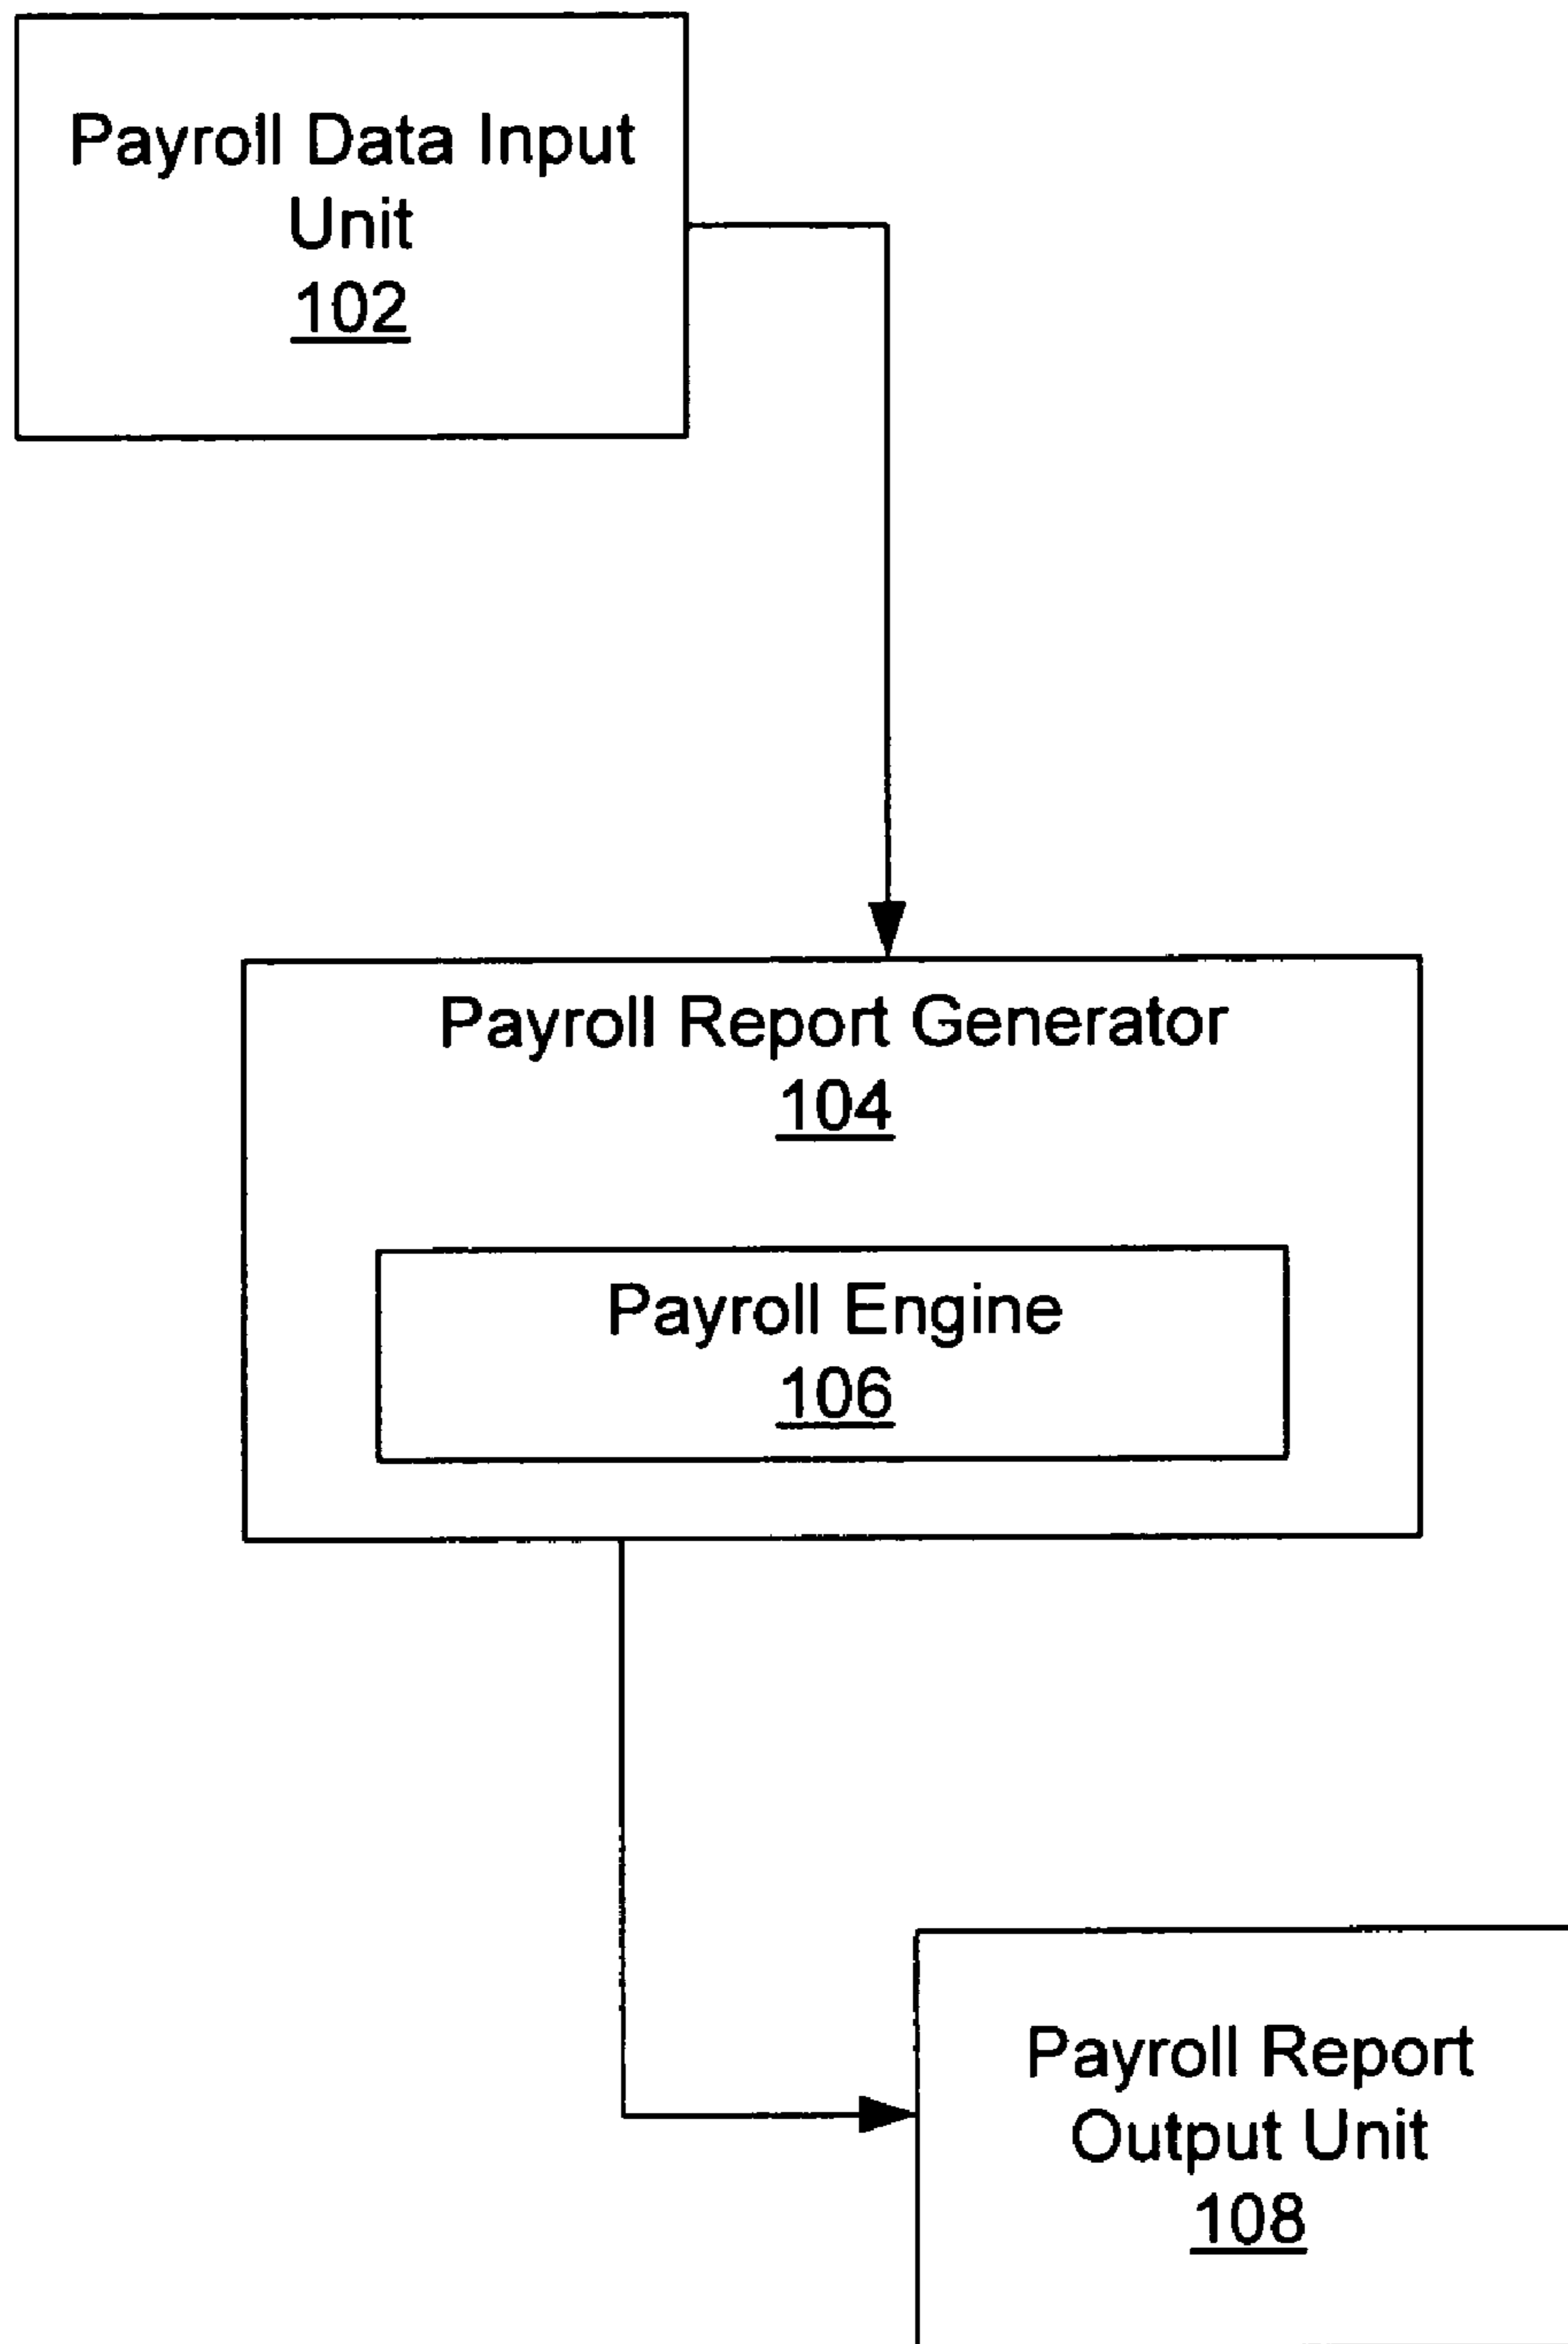 Payroll Data Input
Unit
102
Payroll Report Generator
104
Payroll Engine
106
Payroll Report
Output Unit
108